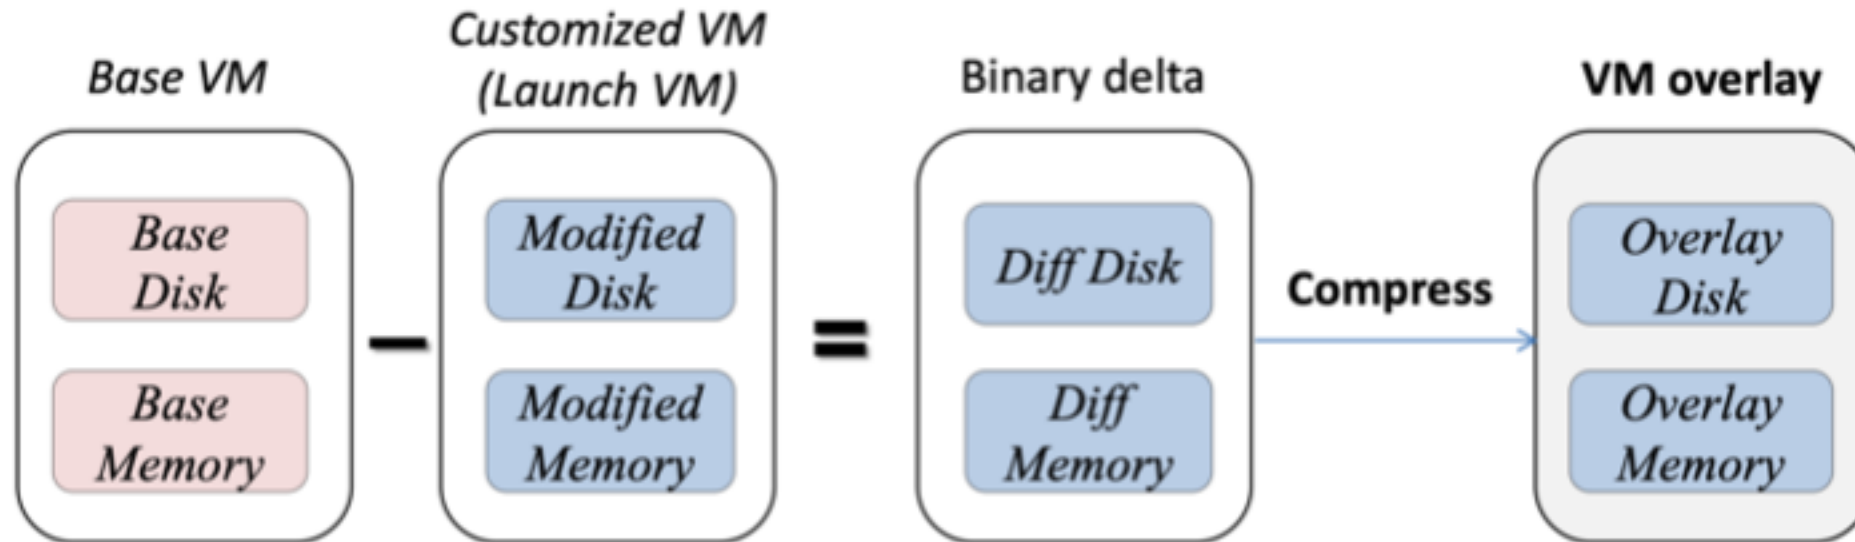 Base VM
Customized VM
(Launch VM)
Binary delta
VM overlay
Base
Disk
Base
Memory
−
Modified
Disk
Modified
Memory
=
Diff Disk
Diff
Memory
Compress
Overlay
Disk
Overlay
Memory